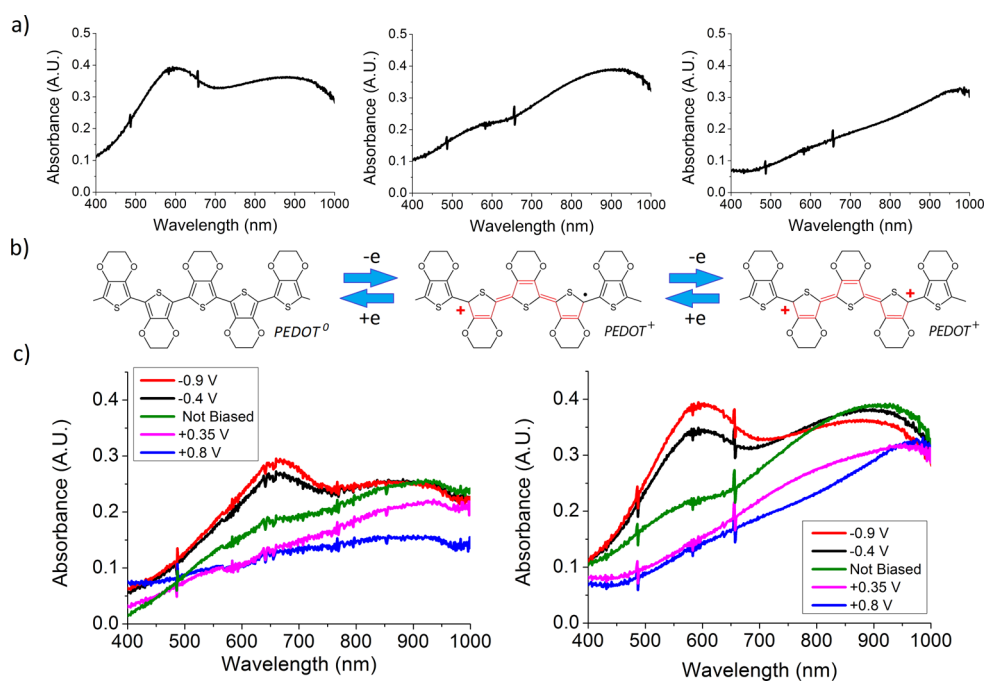 a)
Absorbance (A.U.)
0.5
0.4
0.3
0.2
0.1
0.0
400 500 600 700 800 900 1000
Wavelength (nm)
Absorbance (A.U.)
0.5
0.4
0.3
0.2
0.1
0.0
400 500 600 700 800 900 1000
Wavelength (nm)
Absorbance (A.U.)
0.5
0.4
0.3
0.2
0.1
0.0
400 500 600 700 800 900 1000
Wavelength (nm)
b)
O O O O O O
S S S S S
O O O O
PEDOT⁰
-e
+e
O O O O O O
S S S S S
+
O O O O
PEDOT⁺
-e
+e
O O O O O O
S S S S S
+ +
O O O O
PEDOT⁺
c)
-0.9 V
-0.4 V
Not Biased
+0.35 V
+0.8 V
Absorbance (A.U.)
0.4
0.3
0.2
0.1
0.0
400 500 600 700 800 900 1000
Wavelength (nm)
Absorbance (A.U.)
0.4
0.3
0.2
0.1
0.0
-0.9 V
-0.4 V
Not Biased
+0.35 V
+0.8 V
400 500 600 700 800 900 1000
Wavelength (nm)